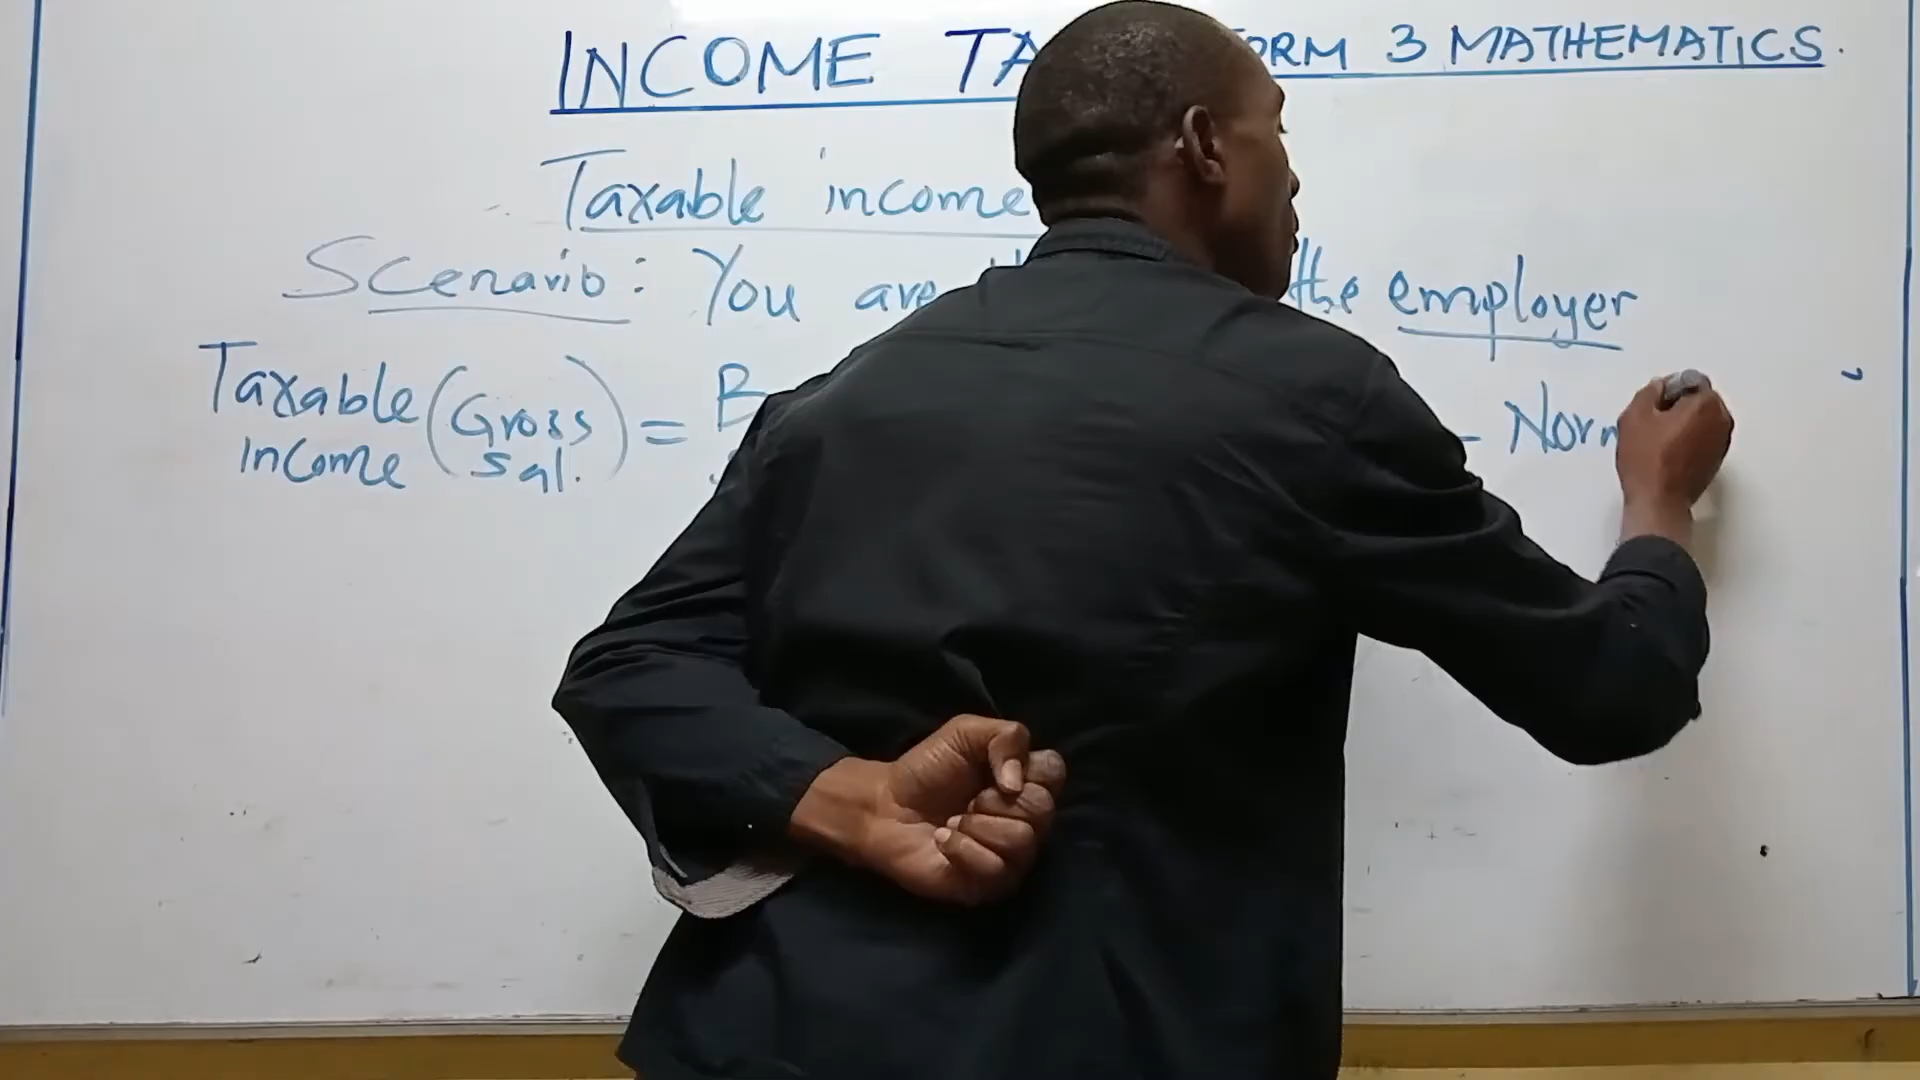 INCOME TA ORM 3 MATHEMATICS.
Taxable income
Scenario: You are the employer
Taxable (Gross = B - Norm
income sal.)